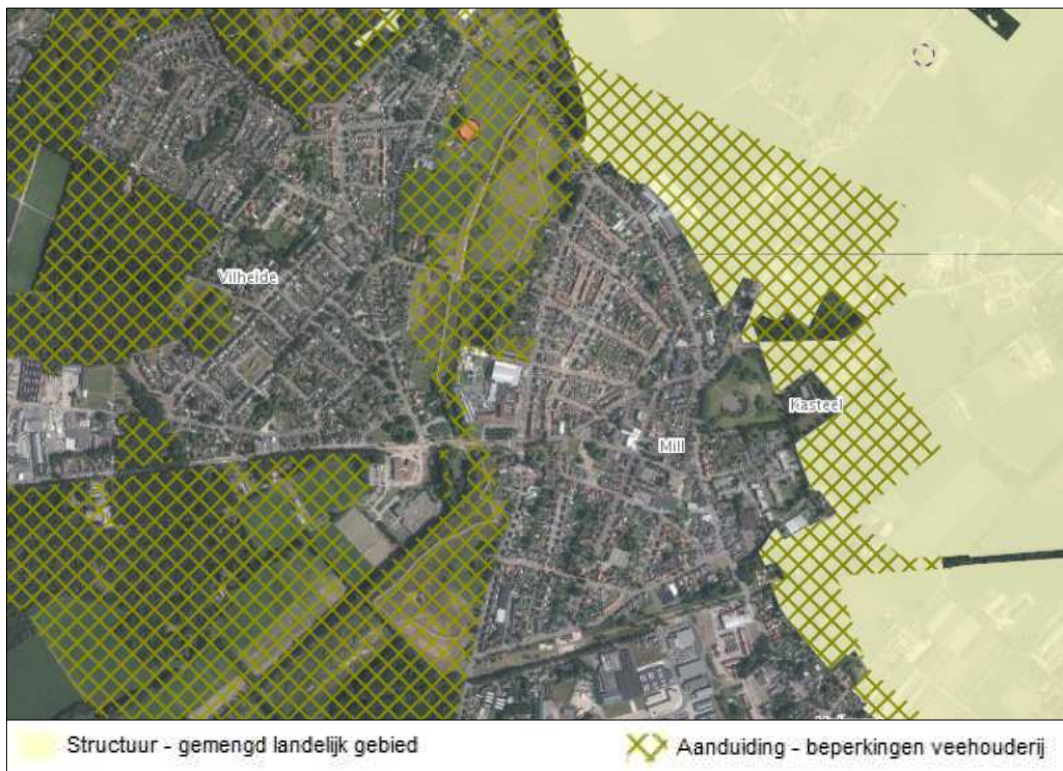 Vilheide
Kasteel
Mill
Structuur - gemengd landelijk gebied
Aanduiding - beperkingen veehouderij